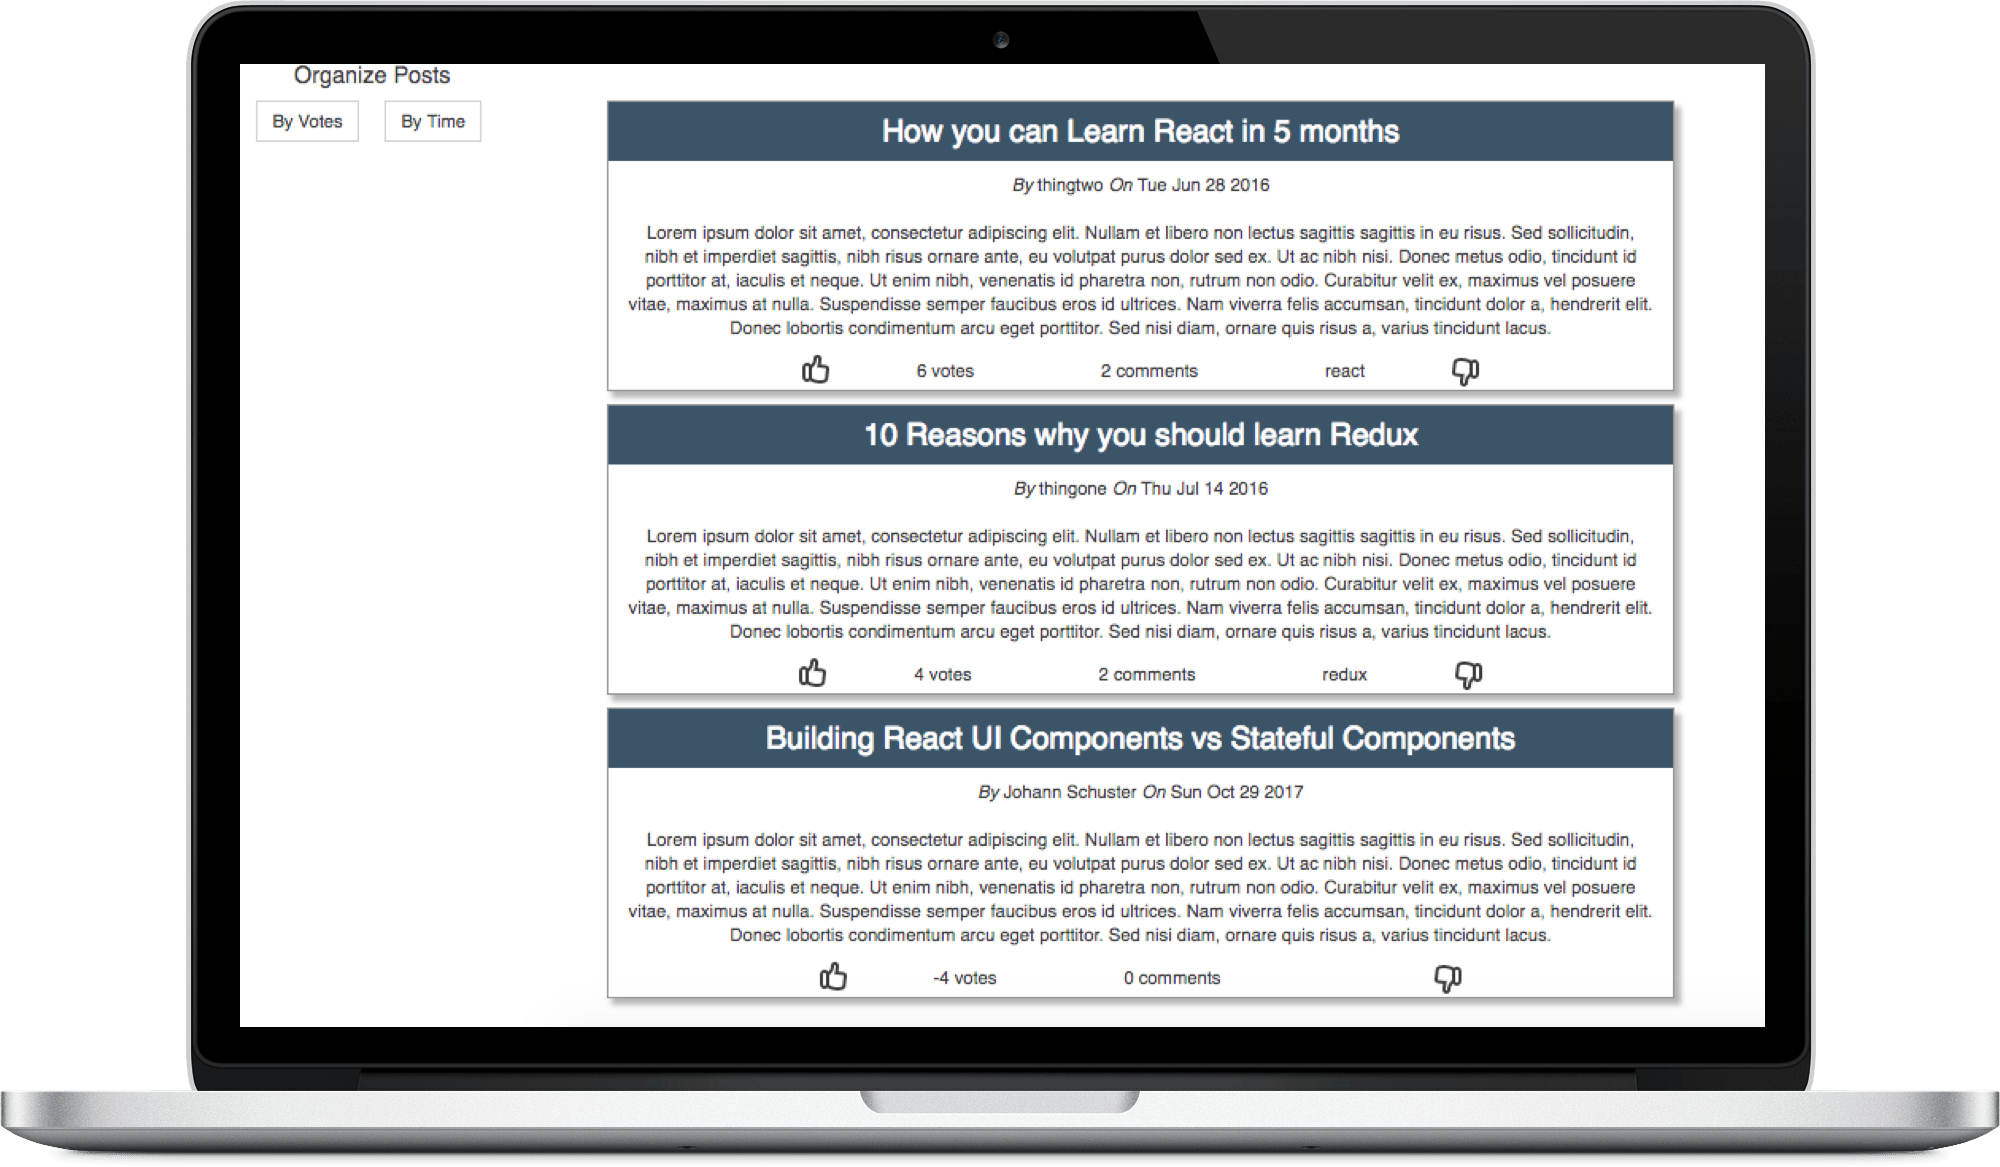 Organize Posts
By Votes
By Time
How you can Learn React in 5 months
By thingtwo On Tue Jun 28 2016
Lorem ipsum dolor sit amet, consectetur adipiscing elit. Nullam et libero non lectus sagittis sagittis in eu risus. Sed sollicitudin,
nibh et imperdiet sagittis, nibh risus ornare ante, eu volutpat purus dolor sed ex. Ut ac nibh nisi. Donec metus odio, tincidunt id
porttitor at, iaculis et neque. Ut enim nibh, venenatis id pharetra non, rutrum non odio. Curabitur velit ex, maximus vel posuere
vitae, maximus at nulla. Suspendisse semper faucibus eros id ultrices. Nam viverra felis accumsan, tincidunt dolor a, hendrerit elit.
Donec lobortis condimentum arcu eget porttitor. Sed nisi diam, ornare quis risus a, varius tincidunt lacus.
6 votes 2 comments react
10 Reasons why you should learn Redux
By thingone On Thu Jul 14 2016
Lorem ipsum dolor sit amet, consectetur adipiscing elit. Nullam et libero non lectus sagittis sagittis in eu risus. Sed sollicitudin,
nibh et imperdiet sagittis, nibh risus ornare ante, eu volutpat purus dolor sed ex. Ut ac nibh nisi. Donec metus odio, tincidunt id
porttitor at, iaculis et neque. Ut enim nibh, venenatis id pharetra non, rutrum non odio. Curabitur velit ex, maximus vel posuere
vitae, maximus at nulla. Suspendisse semper faucibus eros id ultrices. Nam viverra felis accumsan, tincidunt dolor a, hendrerit elit.
Donec lobortis condimentum arcu eget porttitor. Sed nisi diam, ornare quis risus a, varius tincidunt lacus.
4 votes 2 comments redux
Building React UI Components vs Stateful Components
By Johann Schuster On Sun Oct 29 2017
Lorem ipsum dolor sit amet, consectetur adipiscing elit. Nullam et libero non lectus sagittis sagittis in eu risus. Sed sollicitudin,
nibh et imperdiet sagittis, nibh risus ornare ante, eu volutpat purus dolor sed ex. Ut ac nibh nisi. Donec metus odio, tincidunt id
porttitor at, iaculis et neque. Ut enim nibh, venenatis id pharetra non, rutrum non odio. Curabitur velit ex, maximus vel posuere
vitae, maximus at nulla. Suspendisse semper faucibus eros id ultrices. Nam viverra felis accumsan, tincidunt dolor a, hendrerit elit.
Donec lobortis condimentum arcu eget porttitor. Sed nisi diam, ornare quis risus a, varius tincidunt lacus.
-4 votes 0 comments